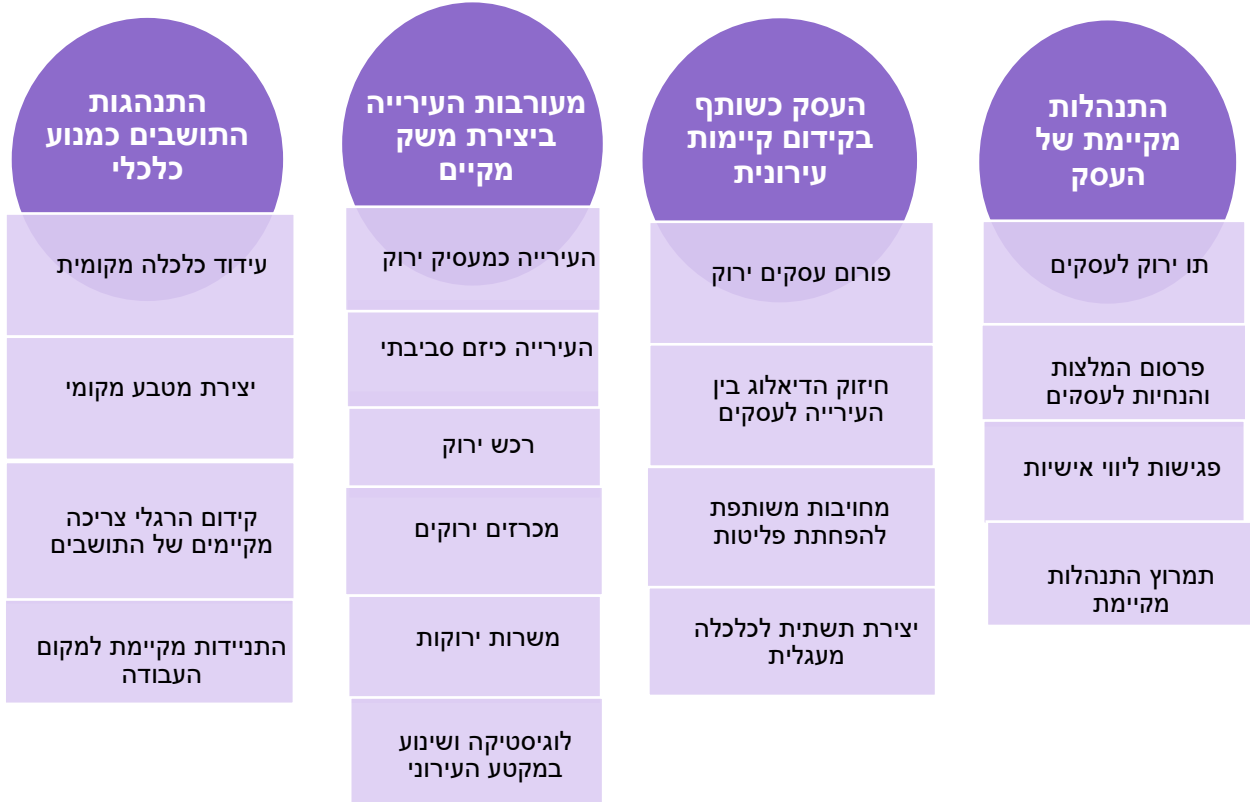 התנהלות
מקיימת של
העסק
תו ירוק לעסקים
פרסום המלצות
והנחיות לעסקים
פגישות ליווי אישיות
תמרוץ התנהלות
מקיימת
העסק כשותף
בקידום קיימות
עירונית
פורום עסקים ירוק
חיזוק הדיאלוג בין
העירייה לעסקים
מחויבות משותפת
להפחתת פליטות
יצירת תשתית לכלכלה
מעגלית
מעורבות העירייה
ביצירת משק
מקיים
העירייה כמעסיק ירוק
העירייה כיזם סביבתי
רכש ירוק
מכרזים ירוקים
משרות ירוקות
לוגיסטיקה ושינוע
במקטע העירוני
התנהגות
התושבים כמנוע
כלכלי
עידוד כלכלה מקומית
יצירת מטבע מקומי
קידום הרגלי צריכה
מקיימים של התושבים
התניידות מקיימת למקום
העבודה